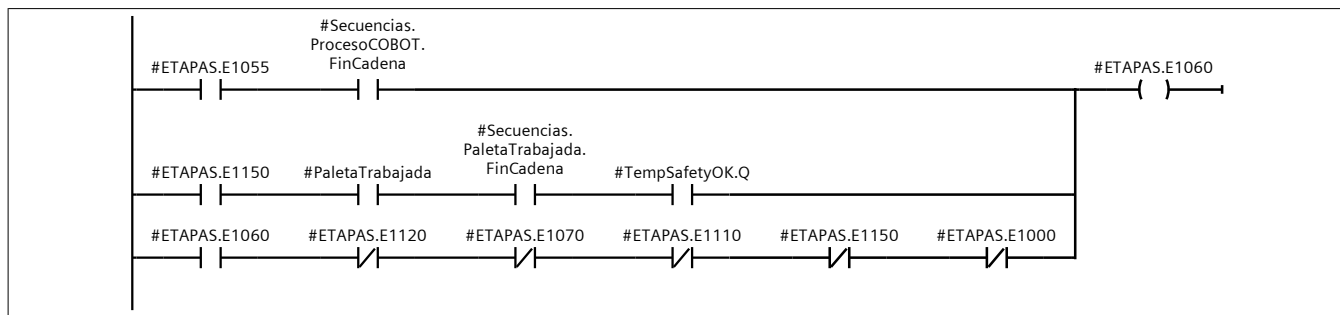 #Secuencias.
ProcesoCOBOT.
FinCadena
#ETAPAS.E1055
#ETAPAS.E1060
#Secuencias.
PaletaTrabajada.
FinCadena
#ETAPAS.E1150
#PaletaTrabajada
#TempSafetyOK.Q
#ETAPAS.E1060
#ETAPAS.E1120
#ETAPAS.E1070
#ETAPAS.E1110
#ETAPAS.E1150
#ETAPAS.E1000